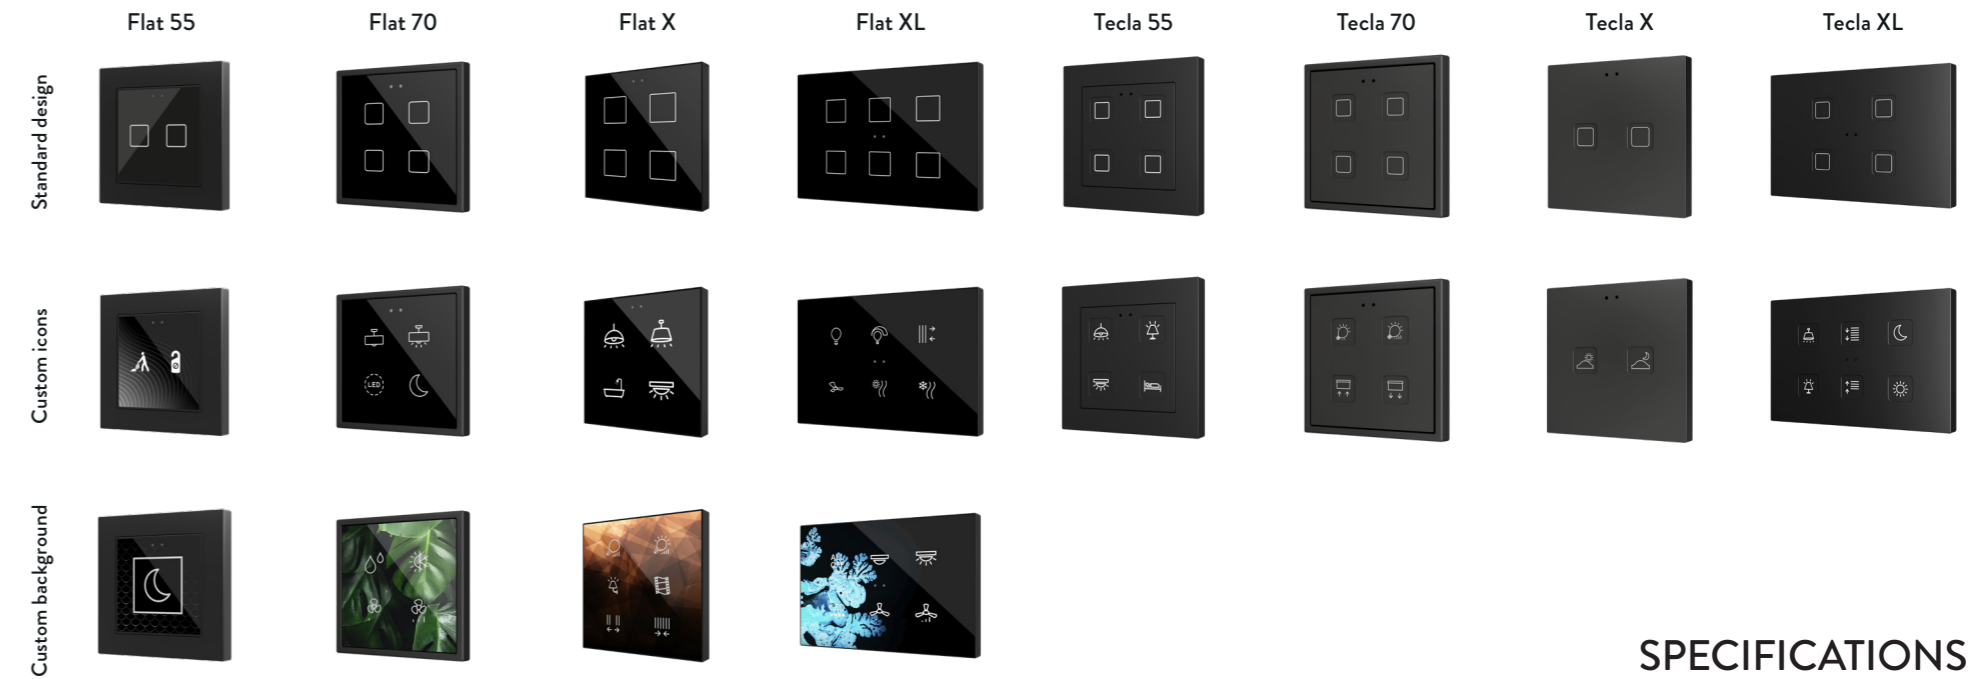 Flat 55
Flat 70
Flat X
Flat XL
Tecla 55
Tecla 70
Tecla X
Tecla XL
Standard design
Custom icons
LED
Custom background
SPECIFICATIONS